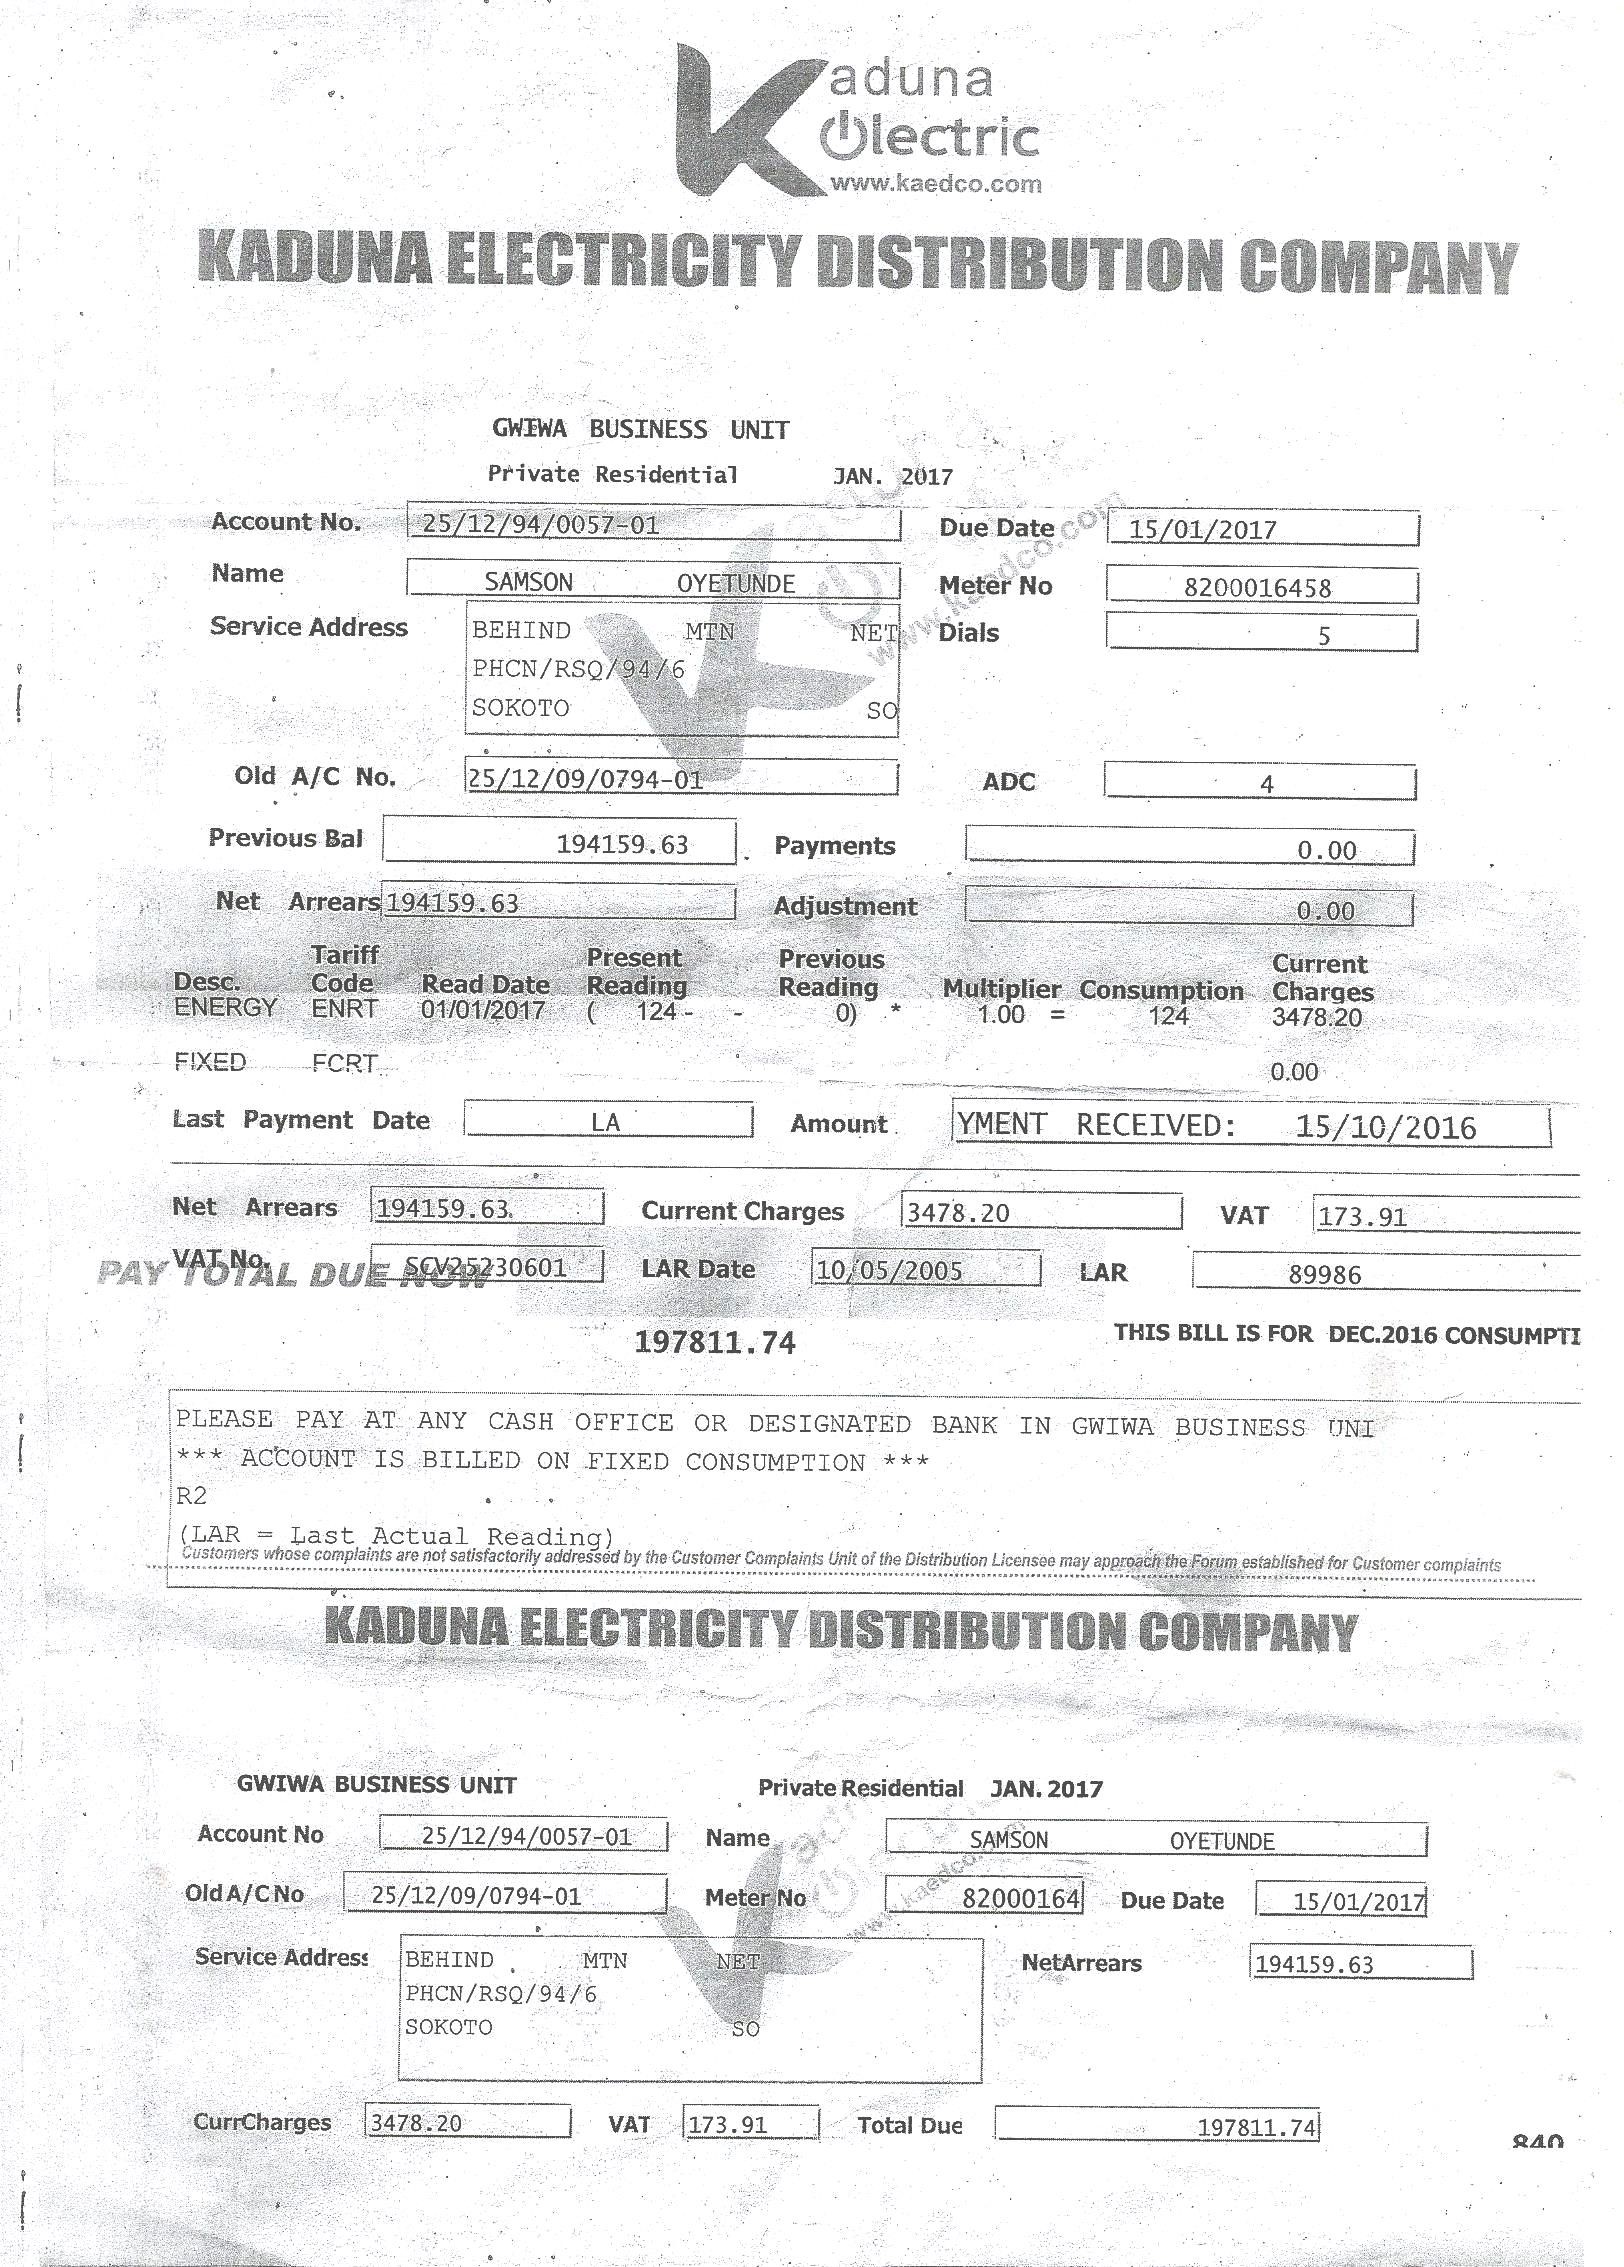 Kaduna
Electric
www.kaedco.com
KADUNA ELECTRICITY DISTRIBUTION COMPANY
GWIWA BUSINESS UNIT
Private Residential JAN. 2017
Account No. 25/12/94/0057-01 Due Date 15/01/2017
Name SAMSON OYETUNDE Meter No 8200016458
Service Address BEHIND MTN NET Dials 5
PHCN/RSQ/94/6
SOKOTO SO
Old A/C No. 25/12/09/0794-01 ADC 4
Previous Bal 194159.63 Payments 0.00
Net Arrears 194159.63 Adjustment 0.00
Desc. Tariff Code Read Date Present Reading Previous Reading Multiplier Consumption Current Charges
ENERGY ENRT 01/01/2017 ( 124 - - 0) * 1.00 = 124 3478.20
FIXED FCRT 0.00
Last Payment Date LA Amount YMENT RECEIVED: 15/10/2016
Net Arrears 194159.63 Current Charges 3478.20 VAT 173.91
VAT No. SCV25230601 LAR Date 10/05/2005 LAR 89986
PAY TOTAL DUE NOW
197811.74 THIS BILL IS FOR DEC.2016 CONSUMPTI
PLEASE PAY AT ANY CASH OFFICE OR DESIGNATED BANK IN GWIWA BUSINESS UNI
*** ACCOUNT IS BILLED ON FIXED CONSUMPTION ***
R2
(LAR = Last Actual Reading)
Customers whose complaints are not satisfactorily addressed by the Customer Complaints Unit of the Distribution Licensee may approach the Forum established for Customer complaints
KADUNA ELECTRICITY DISTRIBUTION COMPANY
GWIWA BUSINESS UNIT Private Residential JAN. 2017
Account No 25/12/94/0057-01 Name SAMSON OYETUNDE
Old A/C No 25/12/09/0794-01 Meter No 82000164 Due Date 15/01/2017
Service Address BEHIND MTN NET NetArrears 194159.63
PHCN/RSQ/94/6
SOKOTO SO
CurrCharges 3478.20 VAT 173.91 Total Due 197811.74